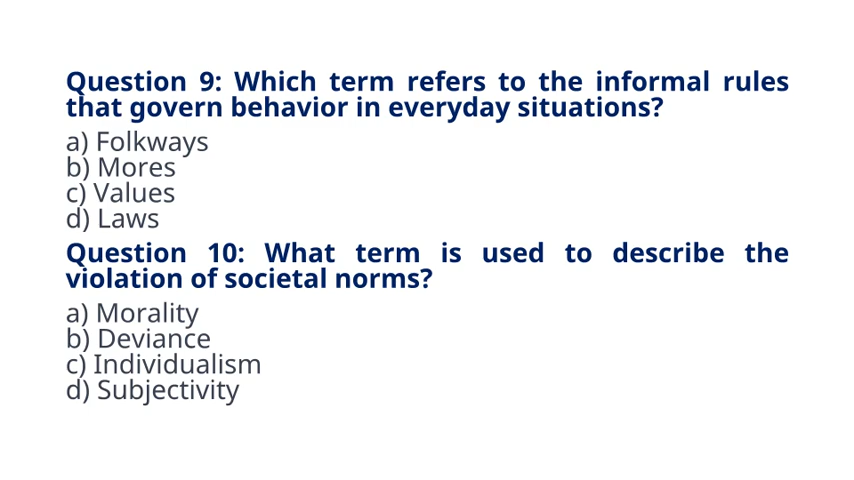 Question 9: Which term refers to the informal rules
that govern behavior in everyday situations?
a) Folkways
b) Mores
c) Values
d) Laws
Question 10: What term is used to describe the
violation of societal norms?
a) Morality
b) Deviance
c) Individualism
d) Subjectivity